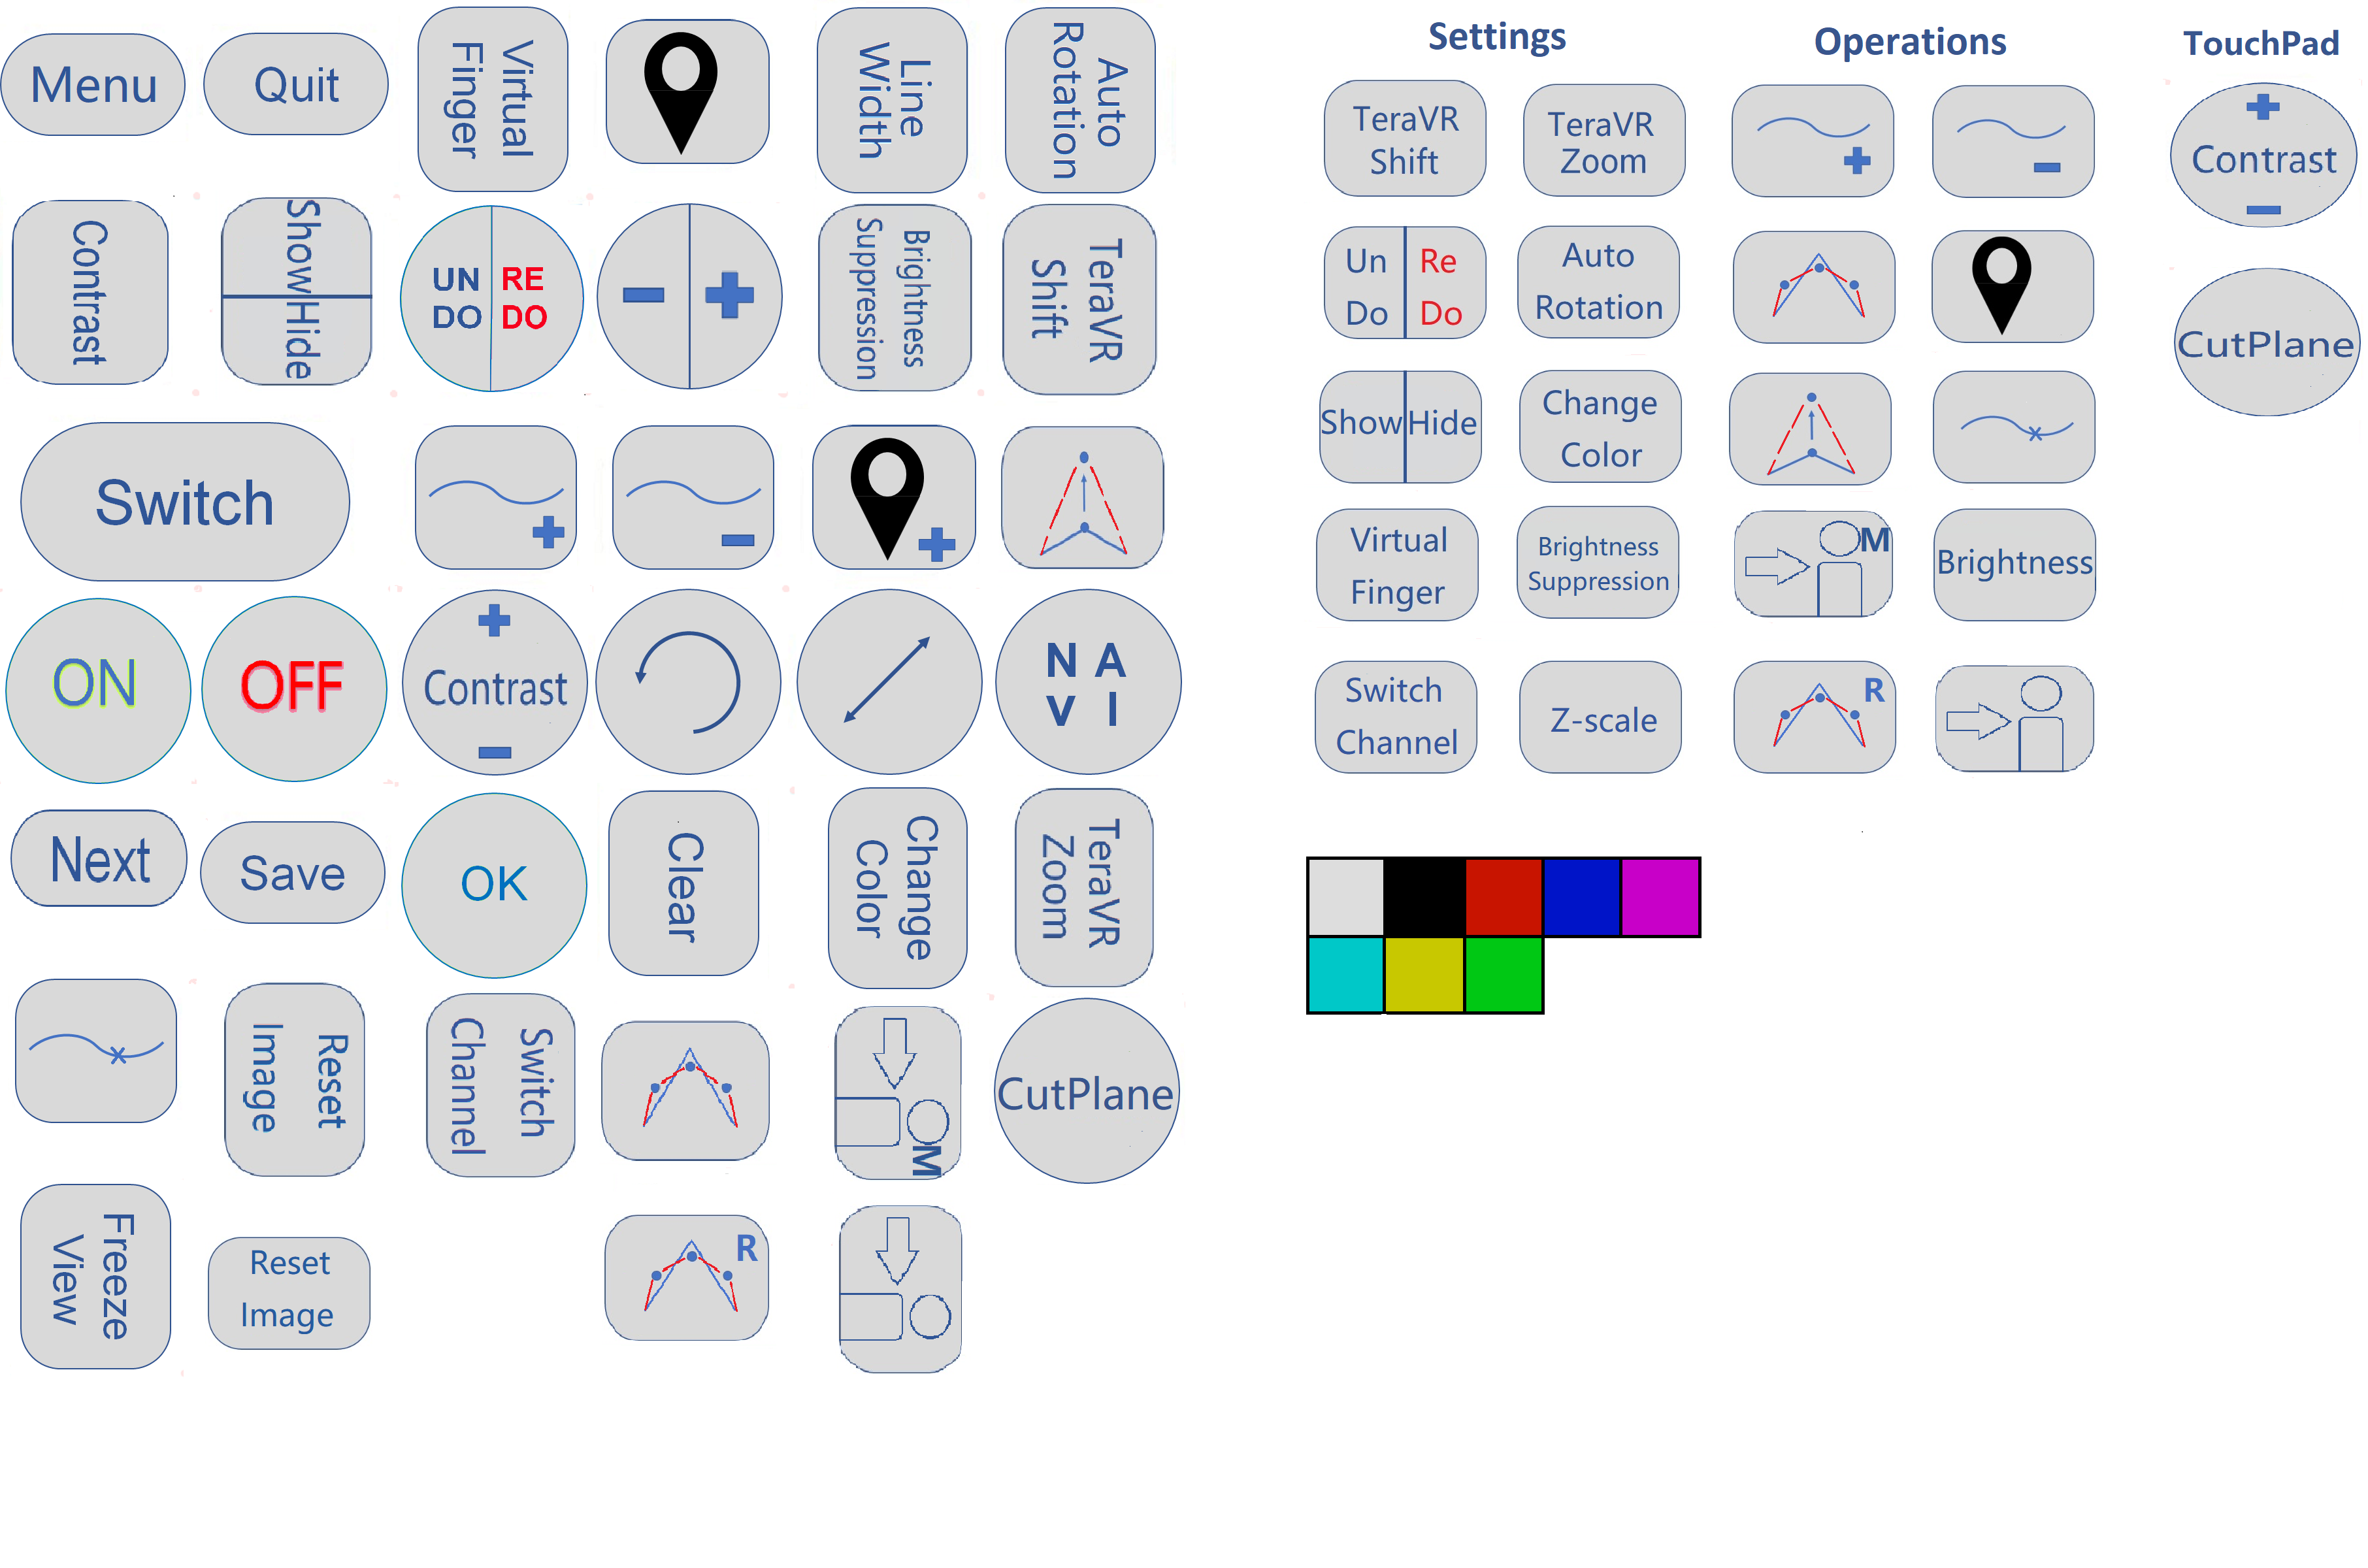 Menu
Quit
Virtual
Finger
Line
Width
Auto
Rotation
Contrast
Show
Hide
UN
DO
RE
DO
Brightness
Suppression
TeraVR
Shift
Switch
ON
OFF
Contrast
N A
V I
Next
Save
OK
Clear
Change
Color
TeraVR
Zoom
Reset
Image
Switch
Channel
M
CutPlane
Freeze
View
Reset
Image
R
Settings
TeraVR
Shift
TeraVR
Zoom
Un
Do
Re
Do
Auto
Rotation
Show
Hide
Change
Color
Virtual
Finger
Brightness
Suppression
Switch
Channel
Z-scale
Operations
M
Brightness
R
TouchPad
Contrast
CutPlane